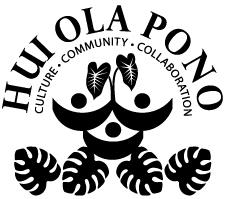 HUI OLA PONO
CULTURE · COMMUNITY · COLLABORATION